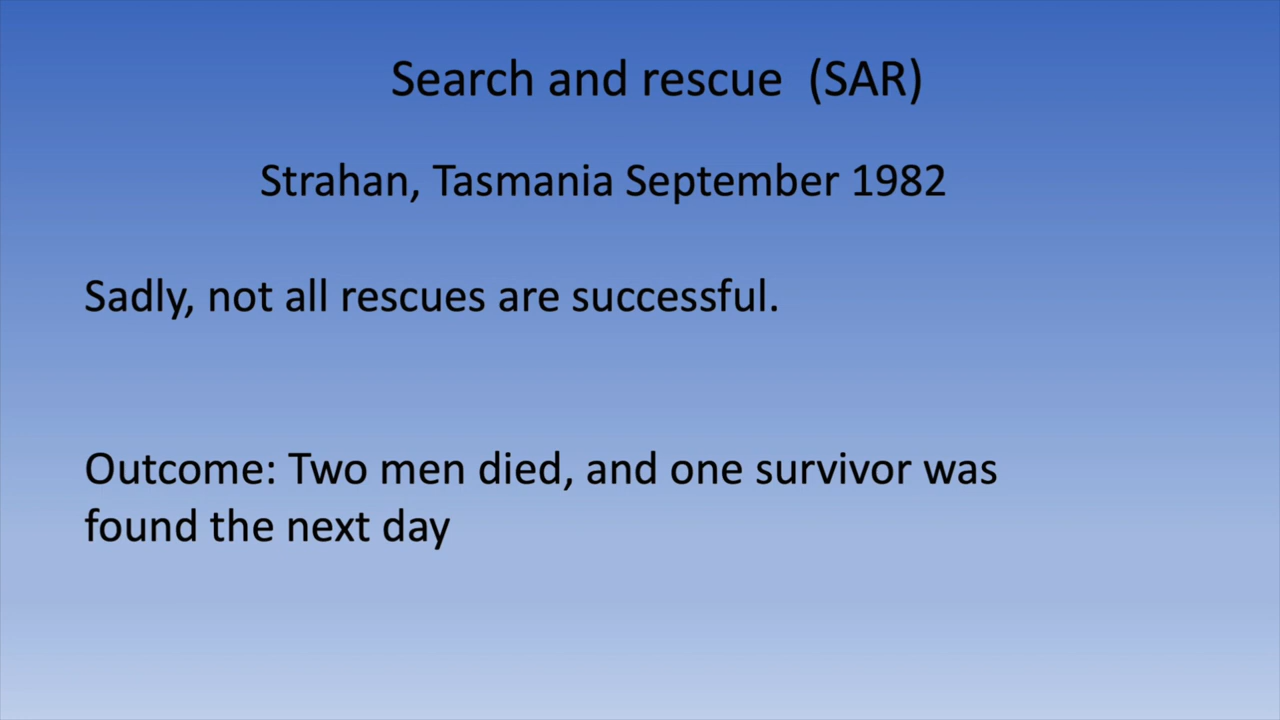 Search and rescue  (SAR)
Strahan, Tasmania September 1982
Sadly, not all rescues are successful.
Outcome: Two men died, and one survivor was
found the next day